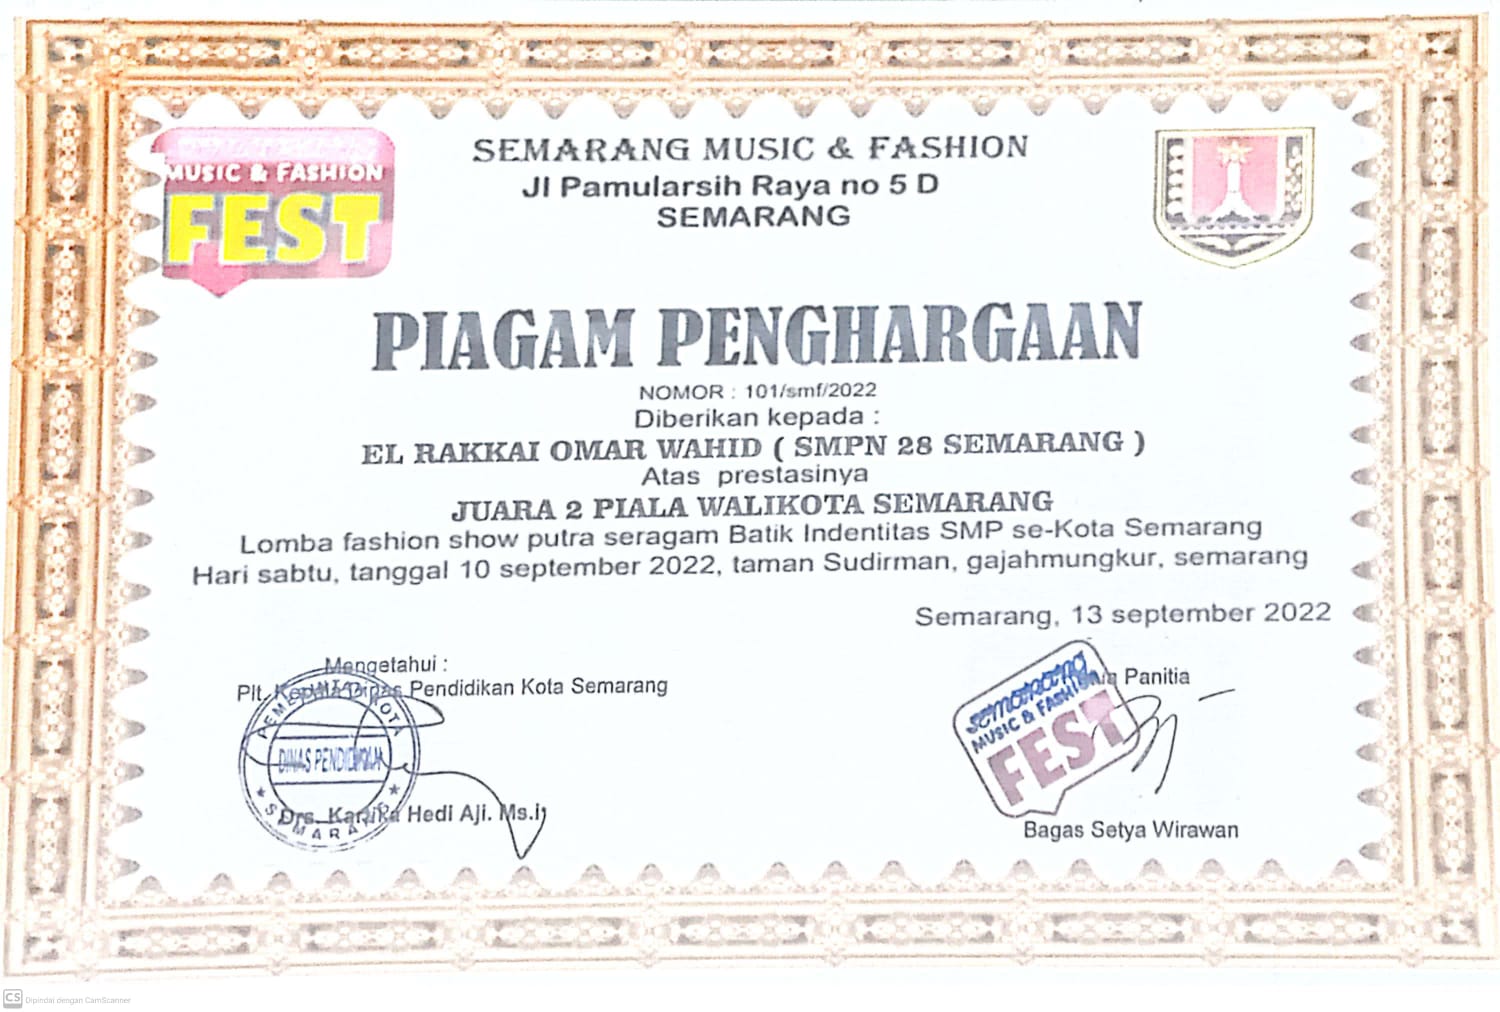 MUSIC & FASHION
FEST
SEMARANG MUSIC & FASHION
Jl Pamularsih Raya no 5 D
SEMARANG
PIAGAM PENGHARGAAN
NOMOR : 101/smf/2022
Diberikan kepada :
EL RAKKAI OMAR WAHID ( SMPN 28 SEMARANG )
Atas prestasinya
JUARA 2 PIALA WALIKOTA SEMARANG
Lomba fashion show putra seragam Batik Indentitas SMP se-Kota Semarang
Hari sabtu, tanggal 10 september 2022, taman Sudirman, gajahmungkur, semarang
Semarang, 13 september 2022
Mengetahui :
Plt. Kepala Dinas Pendidikan Kota Semarang
PEMERINTAH KOTA
DINAS PENDIDIKAN
SEMARANG
Drs. Hedi Aji. Ms.i
Panitia
semarang
MUSIC & FASHION
FEST
Bagas Setya Wirawan
CS Dipindai dengan CamScanner